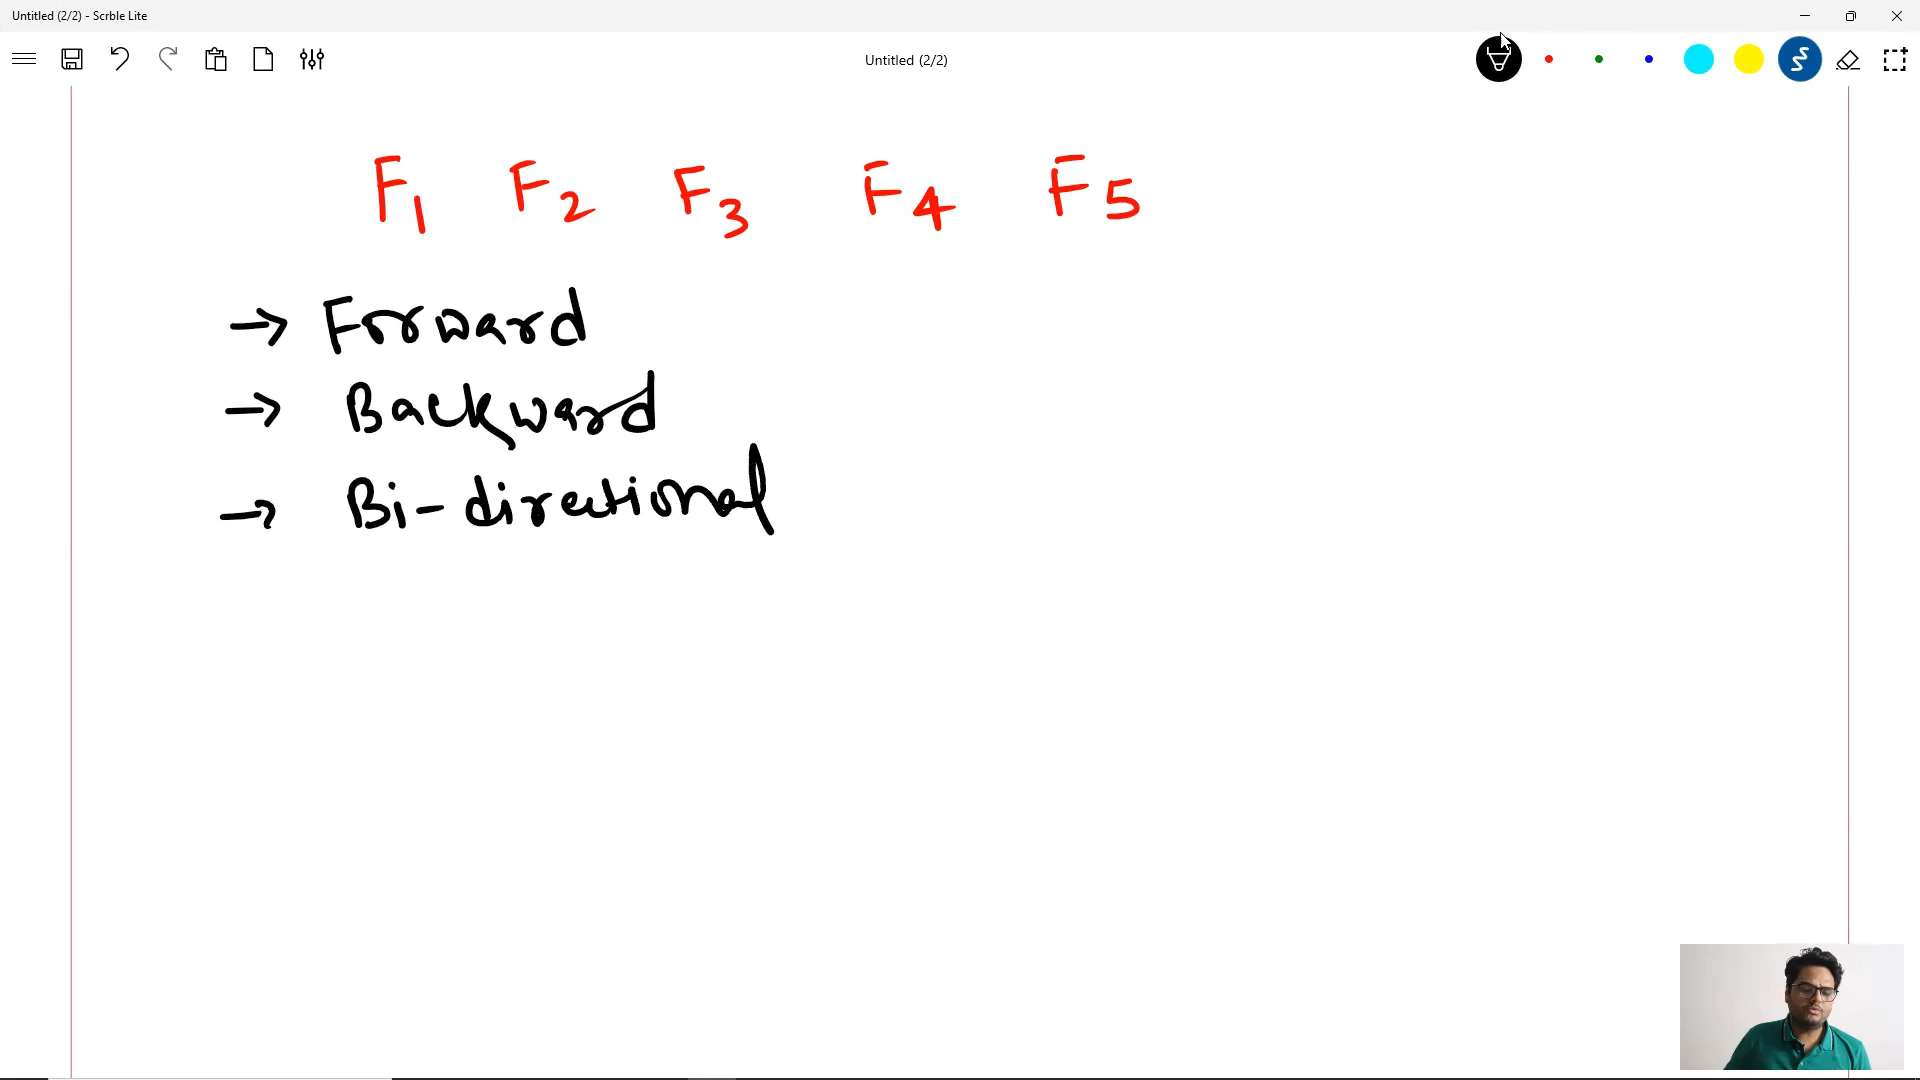 Untitled (2/2) - Scrble Lite
Untitled (2/2)
F1 F2 F3 F4 F5
→ Forward
→ Backward
→ Bi-directional